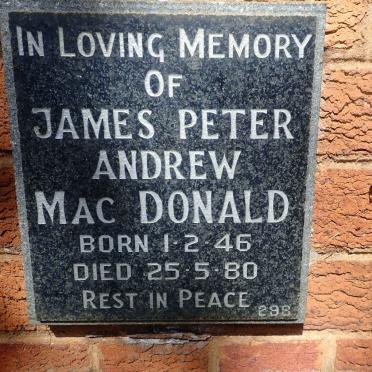 IN LOVING MEMORY
OF
JAMES PETER
ANDREW
MAC DONALD
BORN 1·2·46
DIED 25·5·80
REST IN PEACE
298